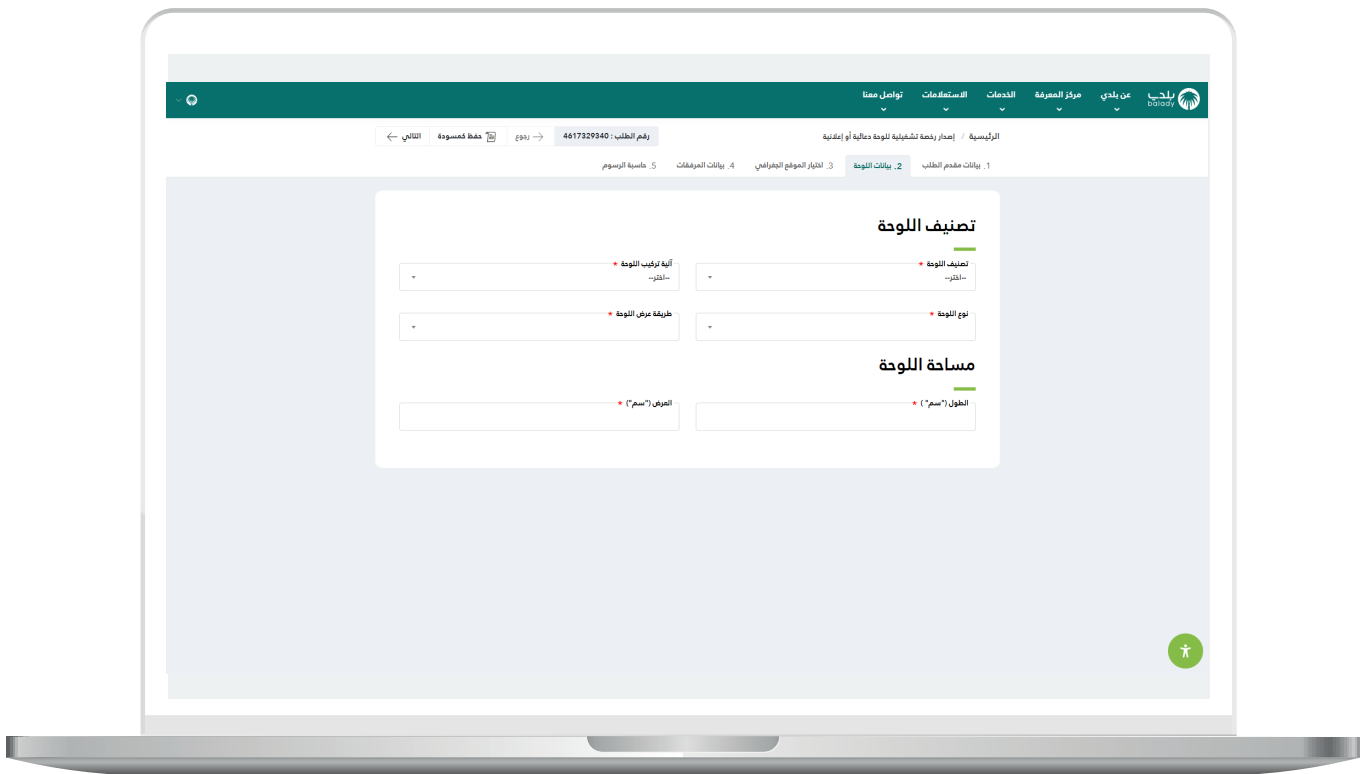 بلدي balady عن بلدي مركز المعرفة الخدمات الاستعلامات تواصل معنا
الرئيسية / إصدار رخصة تشغيلية للوحة دعائية أو إعلانية رقم الطلب : 4617329340 رجوع حفظ كمسودة التالي
1. بيانات مقدم الطلب 2. بيانات اللوحة 3. اختيار الموقع الجغرافي 4. بيانات المرفقات 5. حاسبة الرسوم
تصنيف اللوحة
تصنيف اللوحة * آلية تركيب اللوحة *
--اختر-- --اختر--
نوع اللوحة * طريقة عرض اللوحة *
مساحة اللوحة
الطول ("سم" ) * العرض ("سم") *